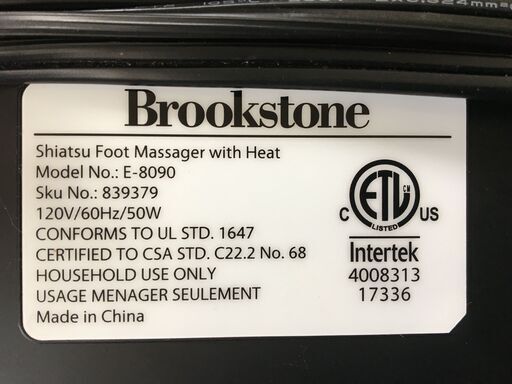 Brookstone
Shiatsu Foot Massager with Heat
Model No.: E-8090
Sku No.: 839379
120V/60Hz/50W
CONFORMS TO UL STD. 1647
CERTIFIED TO CSA STD. C22.2 No. 68
HOUSEHOLD USE ONLY
USAGE MENAGER SEULEMENT
Made in China
ETL CM
C US
LISTED
Intertek
4008313
17336